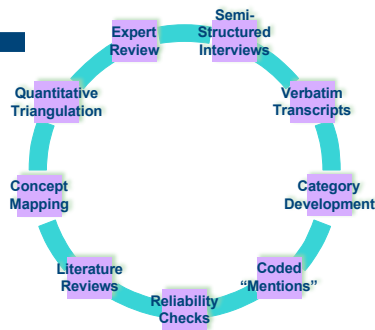 Semi-
Structured
Interviews
Verbatim
Transcripts
Category
Development
Coded
“Mentions”
Reliability
Checks
Literature
Reviews
Concept
Mapping
Quantitative
Triangulation
Expert
Review